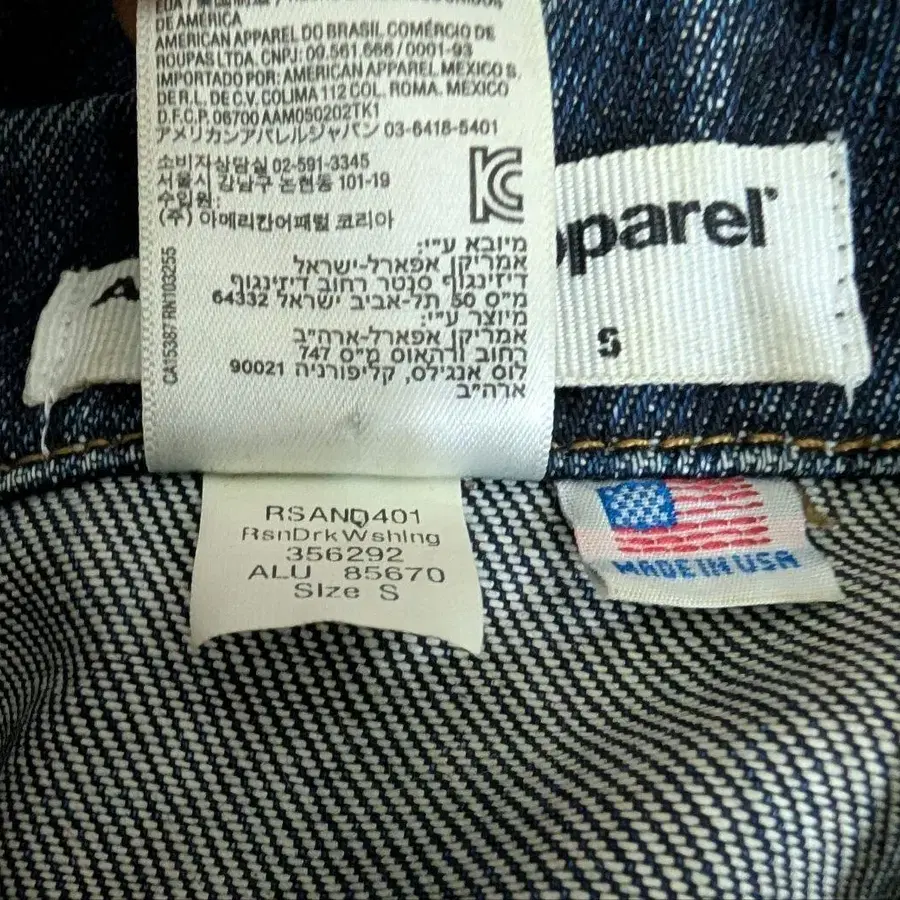 DE AMÉRICA
AMERICAN APPAREL DO BRASIL COMÉRCIO DE
ROUPAS LTDA. CNPJ: 09.561.666/0001-93
IMPORTADO POR: AMERICAN APPAREL MEXICO S.
DE R.L. DE C.V. COLIMA 112 COL. ROMA. MEXICO
D.F.C.P. 06700 AAM050202TK1
アメリカンアパレルジャパン 03-6418-5401
소비자상담실 02-591-3345
서울시 강남구 논현동 101-19
수입원:
(주) 아메리칸어패럴 코리아
מיובא ע״י:
אמריקן אפארל-ישראל
דיזינגוף סנטר רחוב דיזינגוף
מ״ס 50 תל-אביב ישראל 64332
מיוצר ע״י:
אמריקן אפארל-ארה״ב
רחוב וורהאוס מ״ס 747
לוס אנג׳לס, קליפורניה 90021
ארה״ב
CA15387 RN103255
A
pparel
S
RSAN0401
RsnDrkWshIng
356292
ALU 85670
SIze S
MADE IN USA